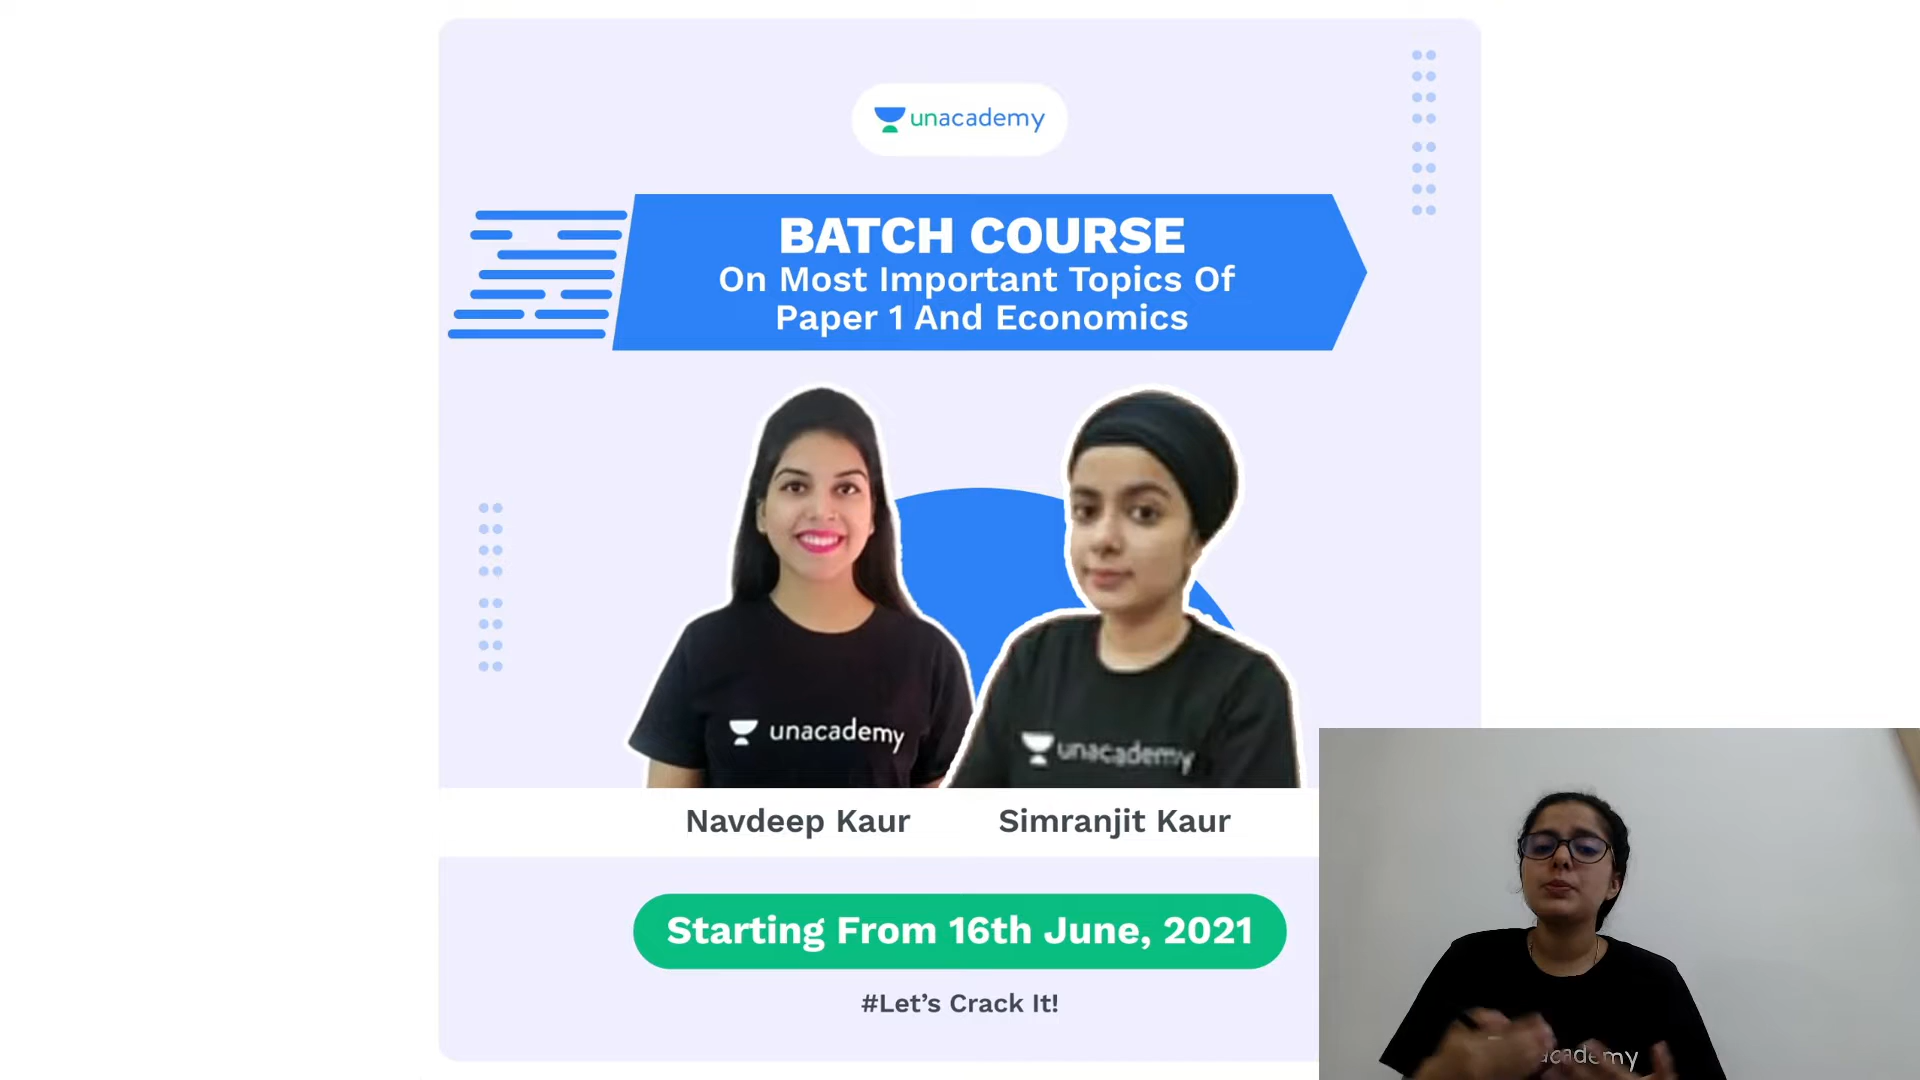 unacademy
BATCH COURSE
On Most Important Topics Of
Paper 1 And Economics
unacademy
unacademy
Navdeep Kaur
Simranjit Kaur
Starting From 16th June, 2021
#Let's Crack It!
academy